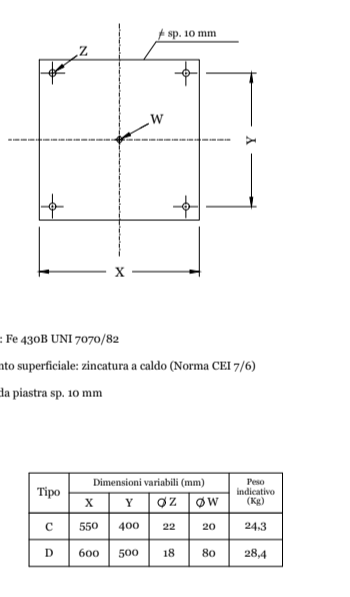 ≠ sp. 10 mm
Z
W
Y
X
: Fe 430B UNI 7070/82
nto superficiale: zincatura a caldo (Norma CEI 7/6)
da piastra sp. 10 mm
Tipo Dimensioni variabili (mm) Peso indicativo (Kg)
X Y Ø Z Ø W
C 550 400 22 20 24,3
D 600 500 18 80 28,4